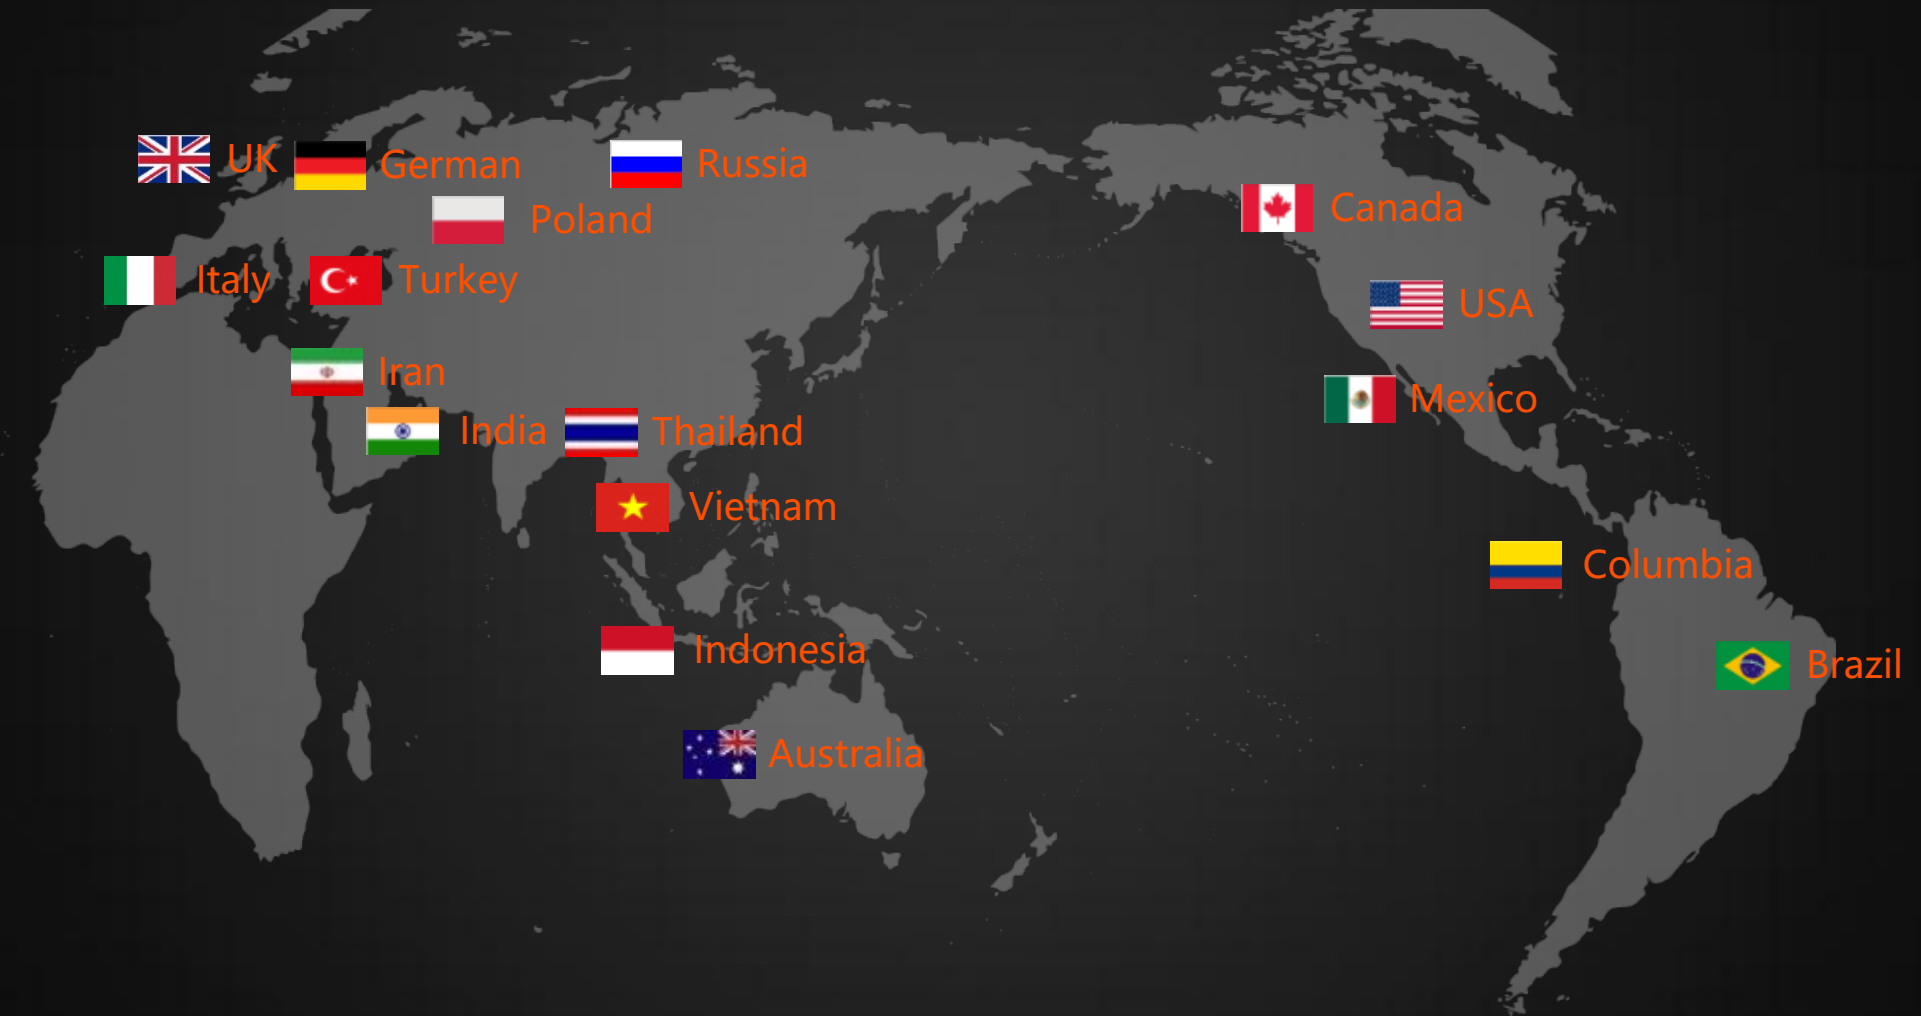 UK
German
Russia
Poland
Canada
Italy
Turkey
USA
Iran
Mexico
India
Thailand
Vietnam
Columbia
Indonesia
Brazil
Australia